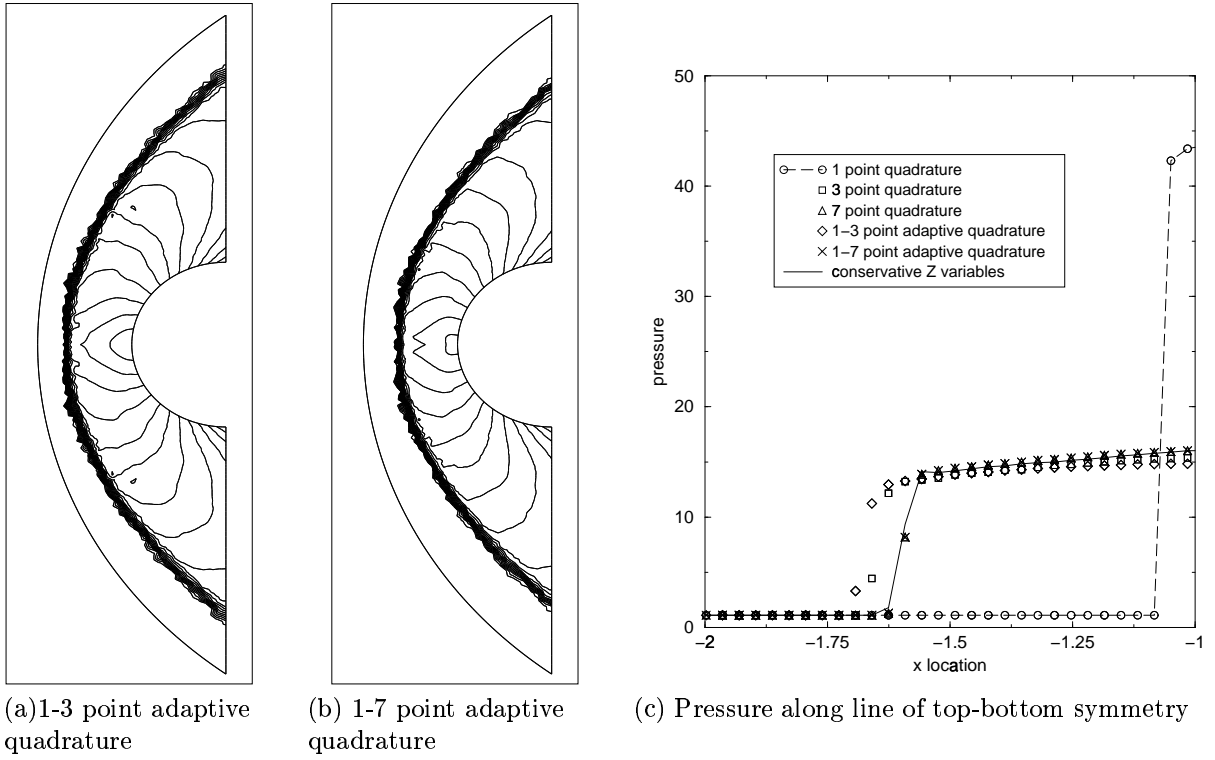 50
40
30
20
10
0
pressure
1 point quadrature
3 point quadrature
7 point quadrature
1−3 point adaptive quadrature
1−7 point adaptive quadrature
conservative Z variables
−2 −1.75 −1.5 −1.25 −1
x location
(a)1-3 point adaptive
quadrature
(b) 1-7 point adaptive
quadrature
(c) Pressure along line of top-bottom symmetry